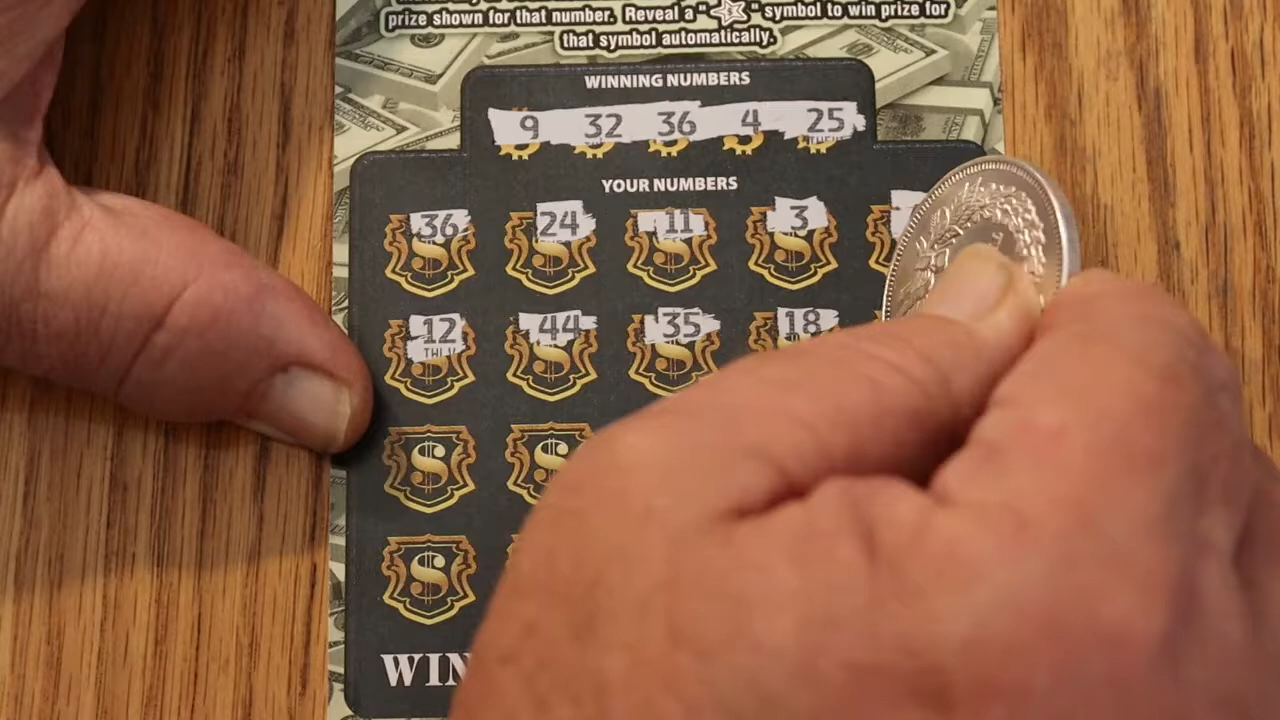 prize shown for that number. Reveal a " " symbol to win prize for
that symbol automatically.
WINNING NUMBERS
9 32 36 4 25
YOUR NUMBERS
36 24 11 3
12 44 35 18
WIN